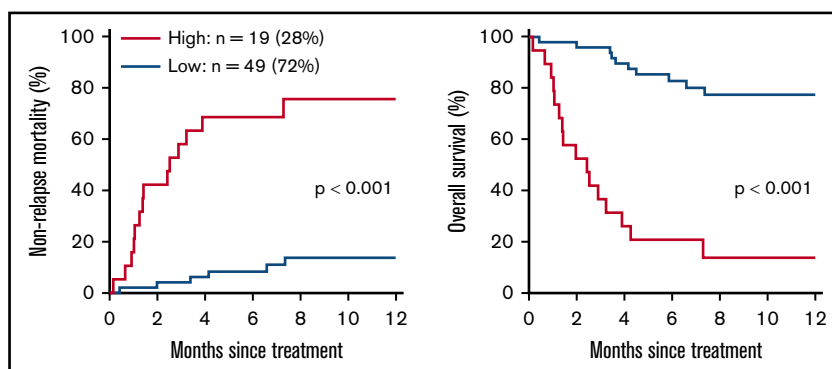 High: n = 19 (28%)
Low: n = 49 (72%)
Non-relapse mortality (%)
100
80
60
40
20
0
p < 0.001
0 2 4 6 8 10 12
Months since treatment
Overall survival (%)
100
80
60
40
20
0
p < 0.001
0 2 4 6 8 10 12
Months since treatment